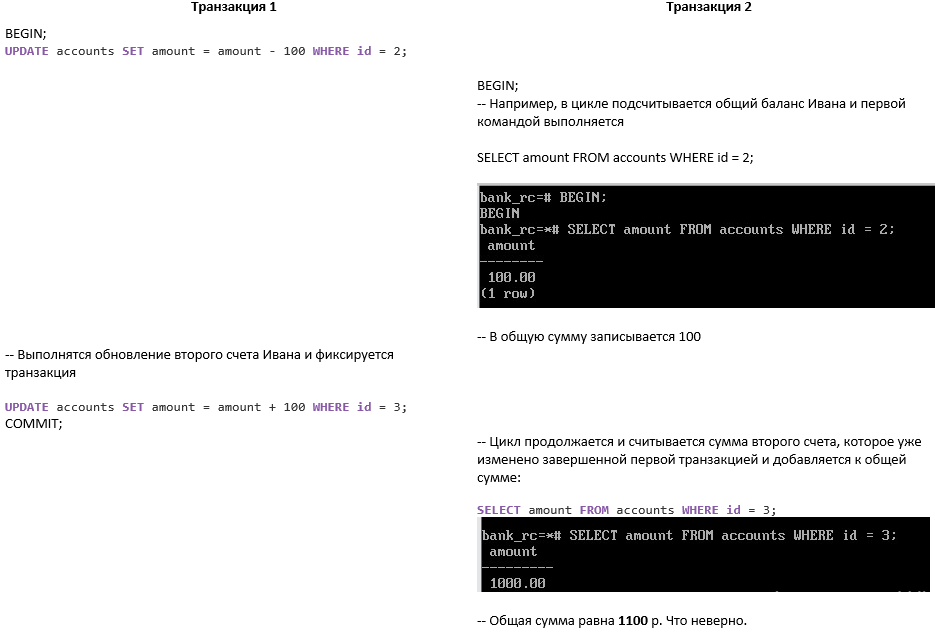 Транзакция 1
Транзакция 2
BEGIN;
UPDATE accounts SET amount = amount - 100 WHERE id = 2;
BEGIN;
-- Например, в цикле подсчитывается общий баланс Ивана и первой
командой выполняется
SELECT amount FROM accounts WHERE id = 2;
bank_rc=# BEGIN;
BEGIN
bank_rc=*# SELECT amount FROM accounts WHERE id = 2;
amount
--------
100.00
(1 row)
-- В общую сумму записывается 100
-- Выполнятся обновление второго счета Ивана и фиксируется
транзакция
UPDATE accounts SET amount = amount + 100 WHERE id = 3;
COMMIT;
-- Цикл продолжается и считывается сумма второго счета, которое уже
изменено завершенной первой транзакцией и добавляется к общей
сумме:
SELECT amount FROM accounts WHERE id = 3;
bank_rc=*# SELECT amount FROM accounts WHERE id = 3;
amount
---------
1000.00
-- Общая сумма равна 1100 р. Что неверно.